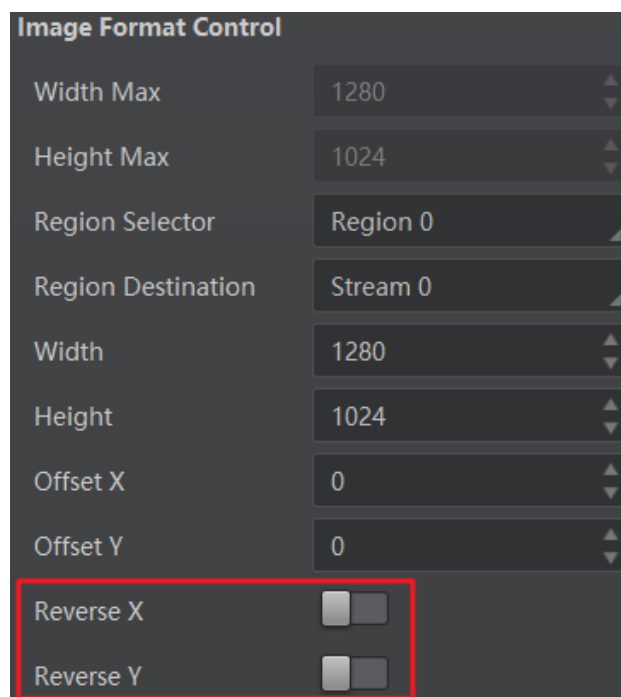 Image Format Control
Width Max 1280
Height Max 1024
Region Selector Region 0
Region Destination Stream 0
Width 1280
Height 1024
Offset X 0
Offset Y 0
Reverse X
Reverse Y